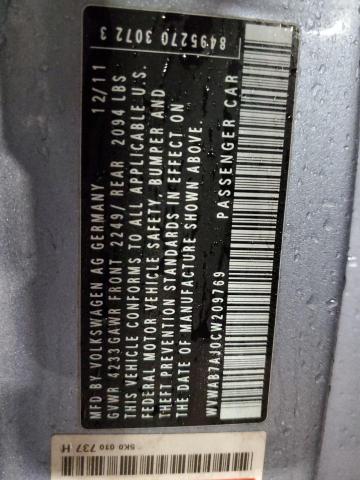 8495270 3072 3
MFD BY VOLKSWAGEN AG GERMANY 12/11
GVWR 4233 GAWR FRONT 2249/ REAR 2094 LBS
THIS VEHICLE CONFORMS TO ALL APPLICABLE U.S.
FEDERAL MOTOR VEHICLE SAFETY, BUMPER AND
THEFT PREVENTION STANDARDS IN EFFECT ON
THE DATE OF MANUFACTURE SHOWN ABOVE.
WVWAB7AJ0CW209769 PASSENGER CAR
5K0 010 737 H